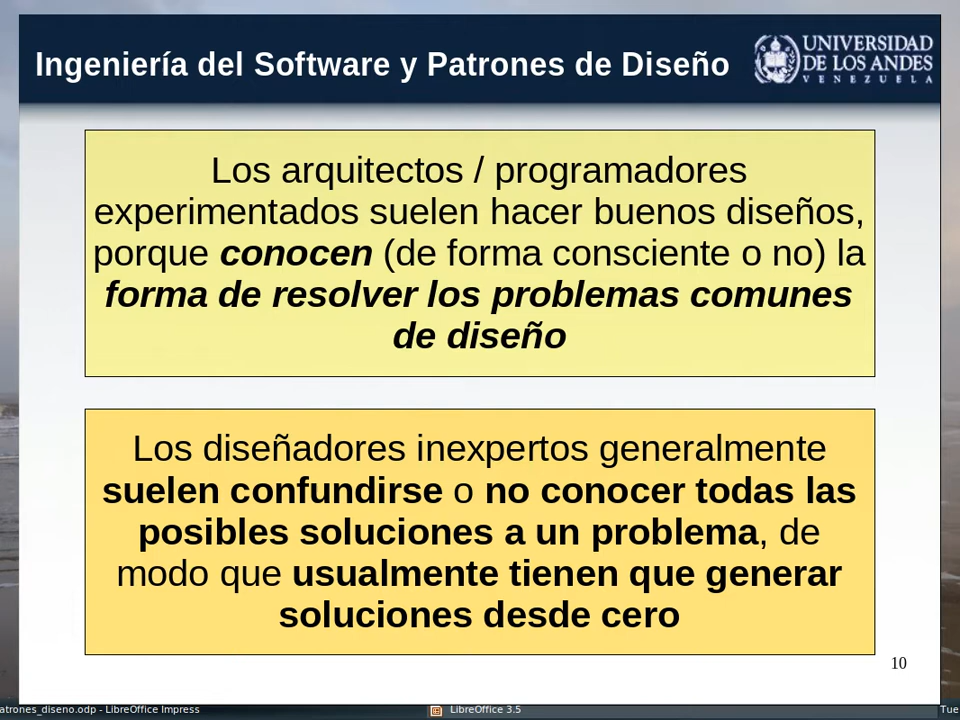 Ingeniería del Software y Patrones de Diseño
UNIVERSIDAD
DE LOS ANDES
VENEZUELA
Los arquitectos / programadores
experimentados suelen hacer buenos diseños,
porque conocen (de forma consciente o no) la
forma de resolver los problemas comunes
de diseño
Los diseñadores inexpertos generalmente
suelen confundirse o no conocer todas las
posibles soluciones a un problema, de
modo que usualmente tienen que generar
soluciones desde cero
10
atrones_diseno.odp - LibreOffice Impress
LibreOffice 3.5
Tue